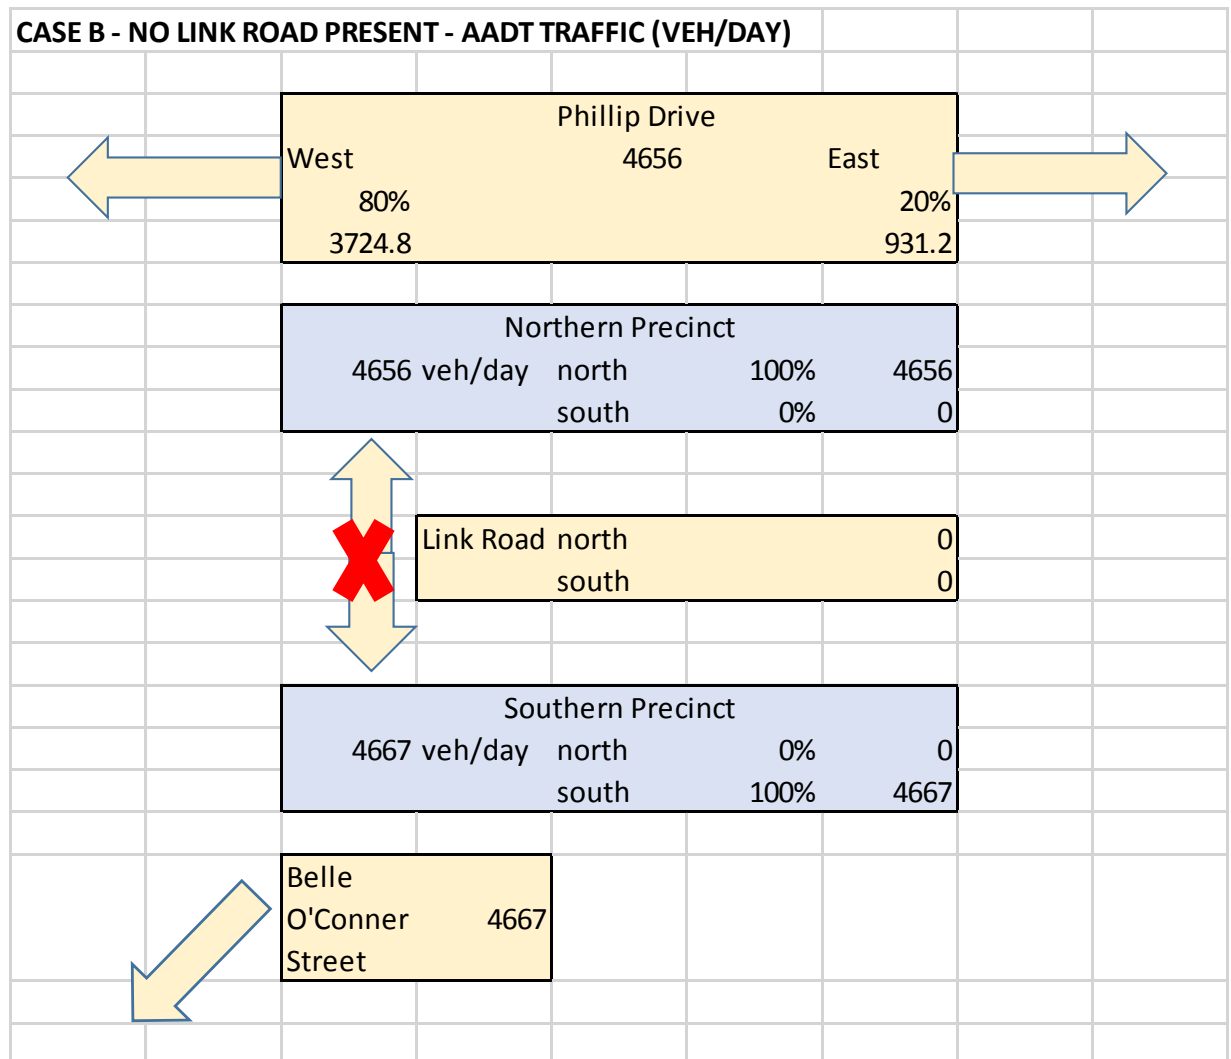 CASE B - NO LINK ROAD PRESENT - AADT TRAFFIC (VEH/DAY)
Phillip Drive
West 4656 East
80% 20%
3724.8 931.2
Northern Precinct
4656 veh/day north 100% 4656
south 0% 0
Link Road north 0
south 0
Southern Precinct
4667 veh/day north 0% 0
south 100% 4667
Belle
O'Conner 4667
Street